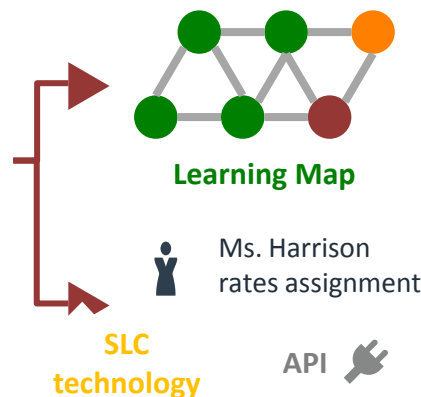 Learning Map
Ms. Harrison
rates assignment
SLC
technology
API